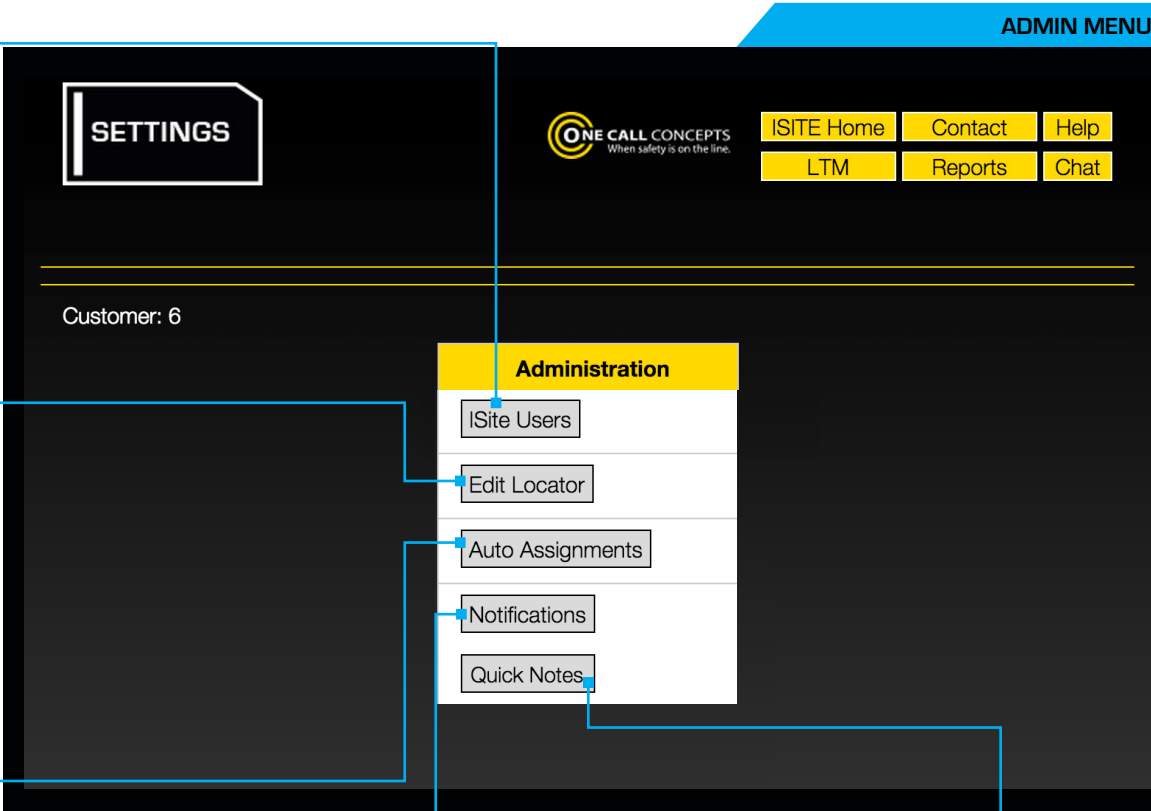 ADMIN MENU
SETTINGS
ONE CALL CONCEPTS
When safety is on the line.
ISITE Home
Contact
Help
LTM
Reports
Chat
Customer: 6
Administration
ISite Users
Edit Locator
Auto Assignments
Notifications
Quick Notes